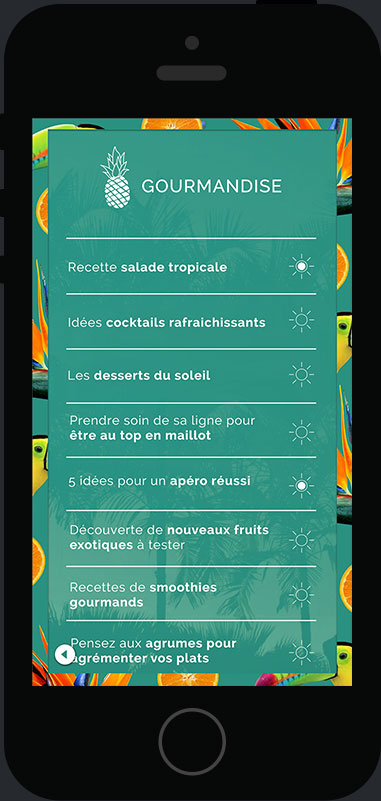 GOURMANDISE
Recette salade tropicale
Idées cocktails rafraichissants
Les desserts du soleil
Prendre soin de sa ligne pour
être au top en maillot
5 idées pour un apéro réussi
Découverte de nouveaux fruits
exotiques à tester
Recettes de smoothies
gourmands
Pensez aux agrumes pour
agrémenter vos plats